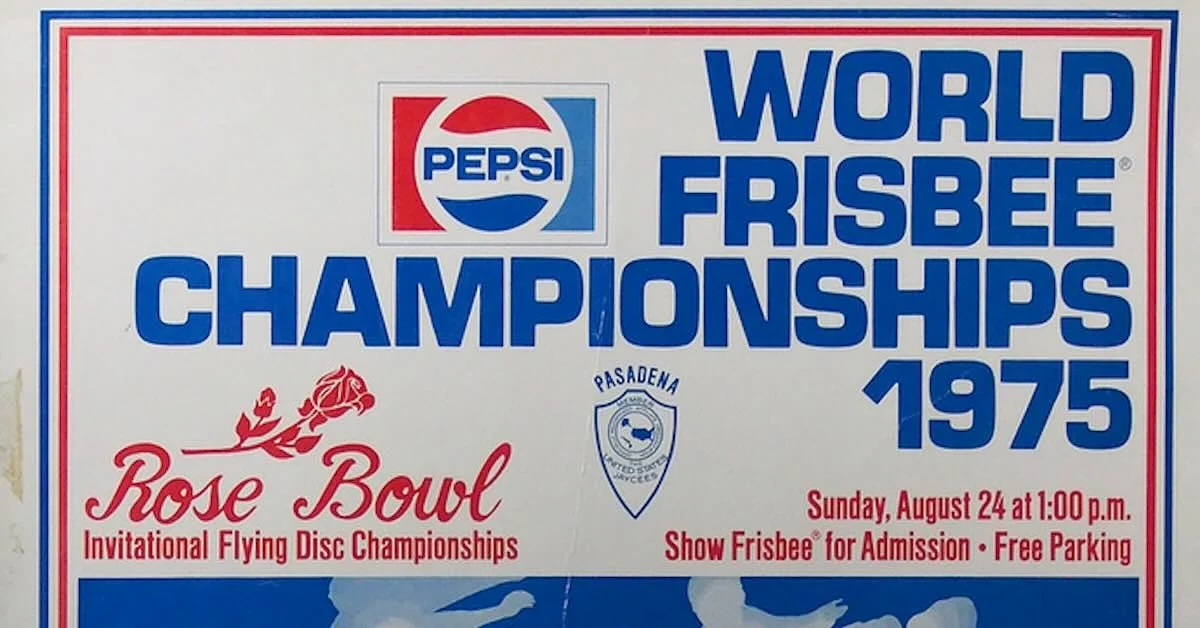 PEPSI®
WORLD
FRISBEE®
CHAMPIONSHIPS
1975
Rose Bowl
Invitational Flying Disc Championships
PASADENA
MEMBER
THE
UNITED STATES
JAYCEES
Sunday, August 24 at 1:00 p.m.
Show Frisbee® for Admission • Free Parking